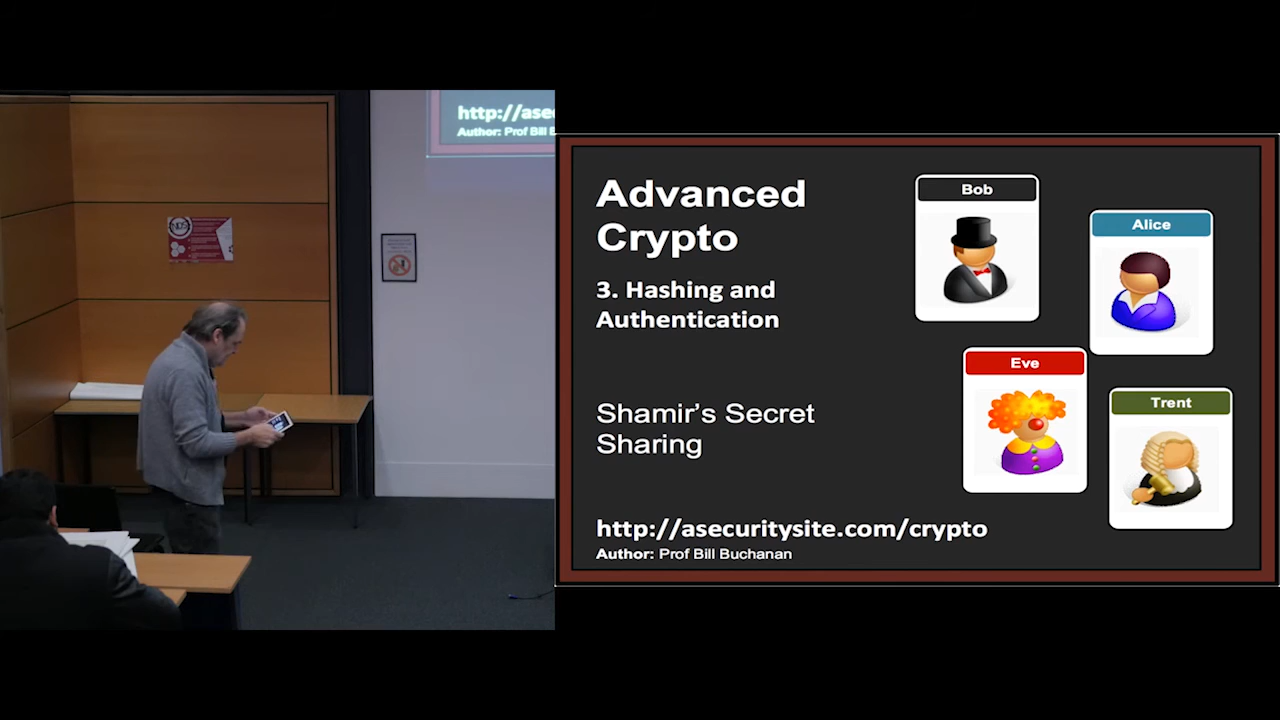 http://ase
Author: Prof Bill B
Advanced
Crypto
3. Hashing and
Authentication
Shamir's Secret
Sharing
http://asecuritysite.com/crypto
Author: Prof Bill Buchanan
Bob
Alice
Eve
Trent